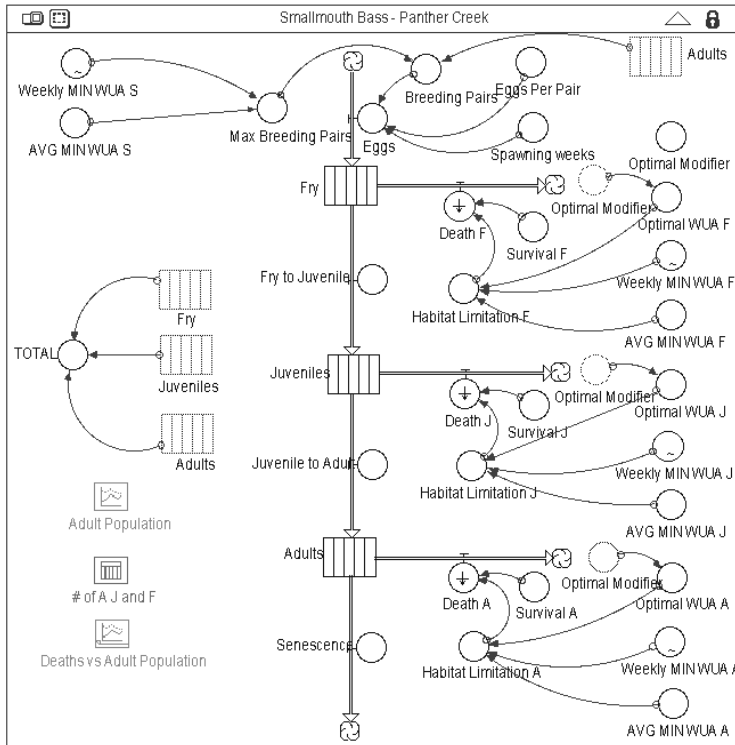 Smallmouth Bass - Panther Creek
Weekly MIN WUA S
AVG MIN WUA S
Max Breeding Pairs
Breeding Pairs
Eggs Per Pair
Adults
Eggs
Spawning weeks
Optimal Modifier
Fry
Optimal Modifier
Optimal WUA F
Death F
Survival F
Fry to Juvenile
Weekly MIN WUA F
Habitat Limitation F
AVG MIN WUA F
Fry
TOTAL
Juveniles
Adults
Juveniles
Optimal Modifier
Optimal WUA J
Death J
Survival J
Juvenile to Adult
Weekly MIN WUA J
Habitat Limitation J
AVG MIN WUA J
Adult Population
# of A J and F
Deaths vs Adult Population
Adults
Optimal Modifier
Optimal WUA A
Death A
Survival A
Senescence
Weekly MIN WUA A
Habitat Limitation A
AVG MIN WUA A